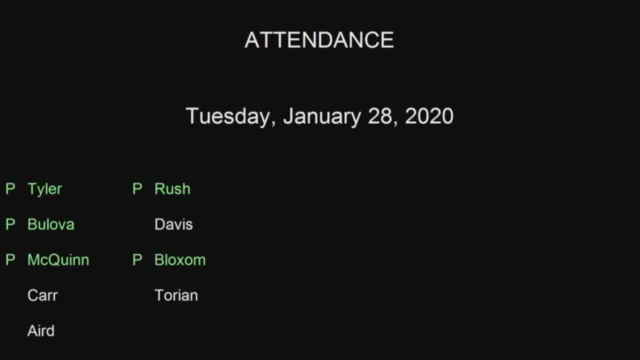 ATTENDANCE
Tuesday, January 28, 2020
P Tyler P Rush
P Bulova Davis
P McQuinn P Bloxom
Carr Torian
Aird